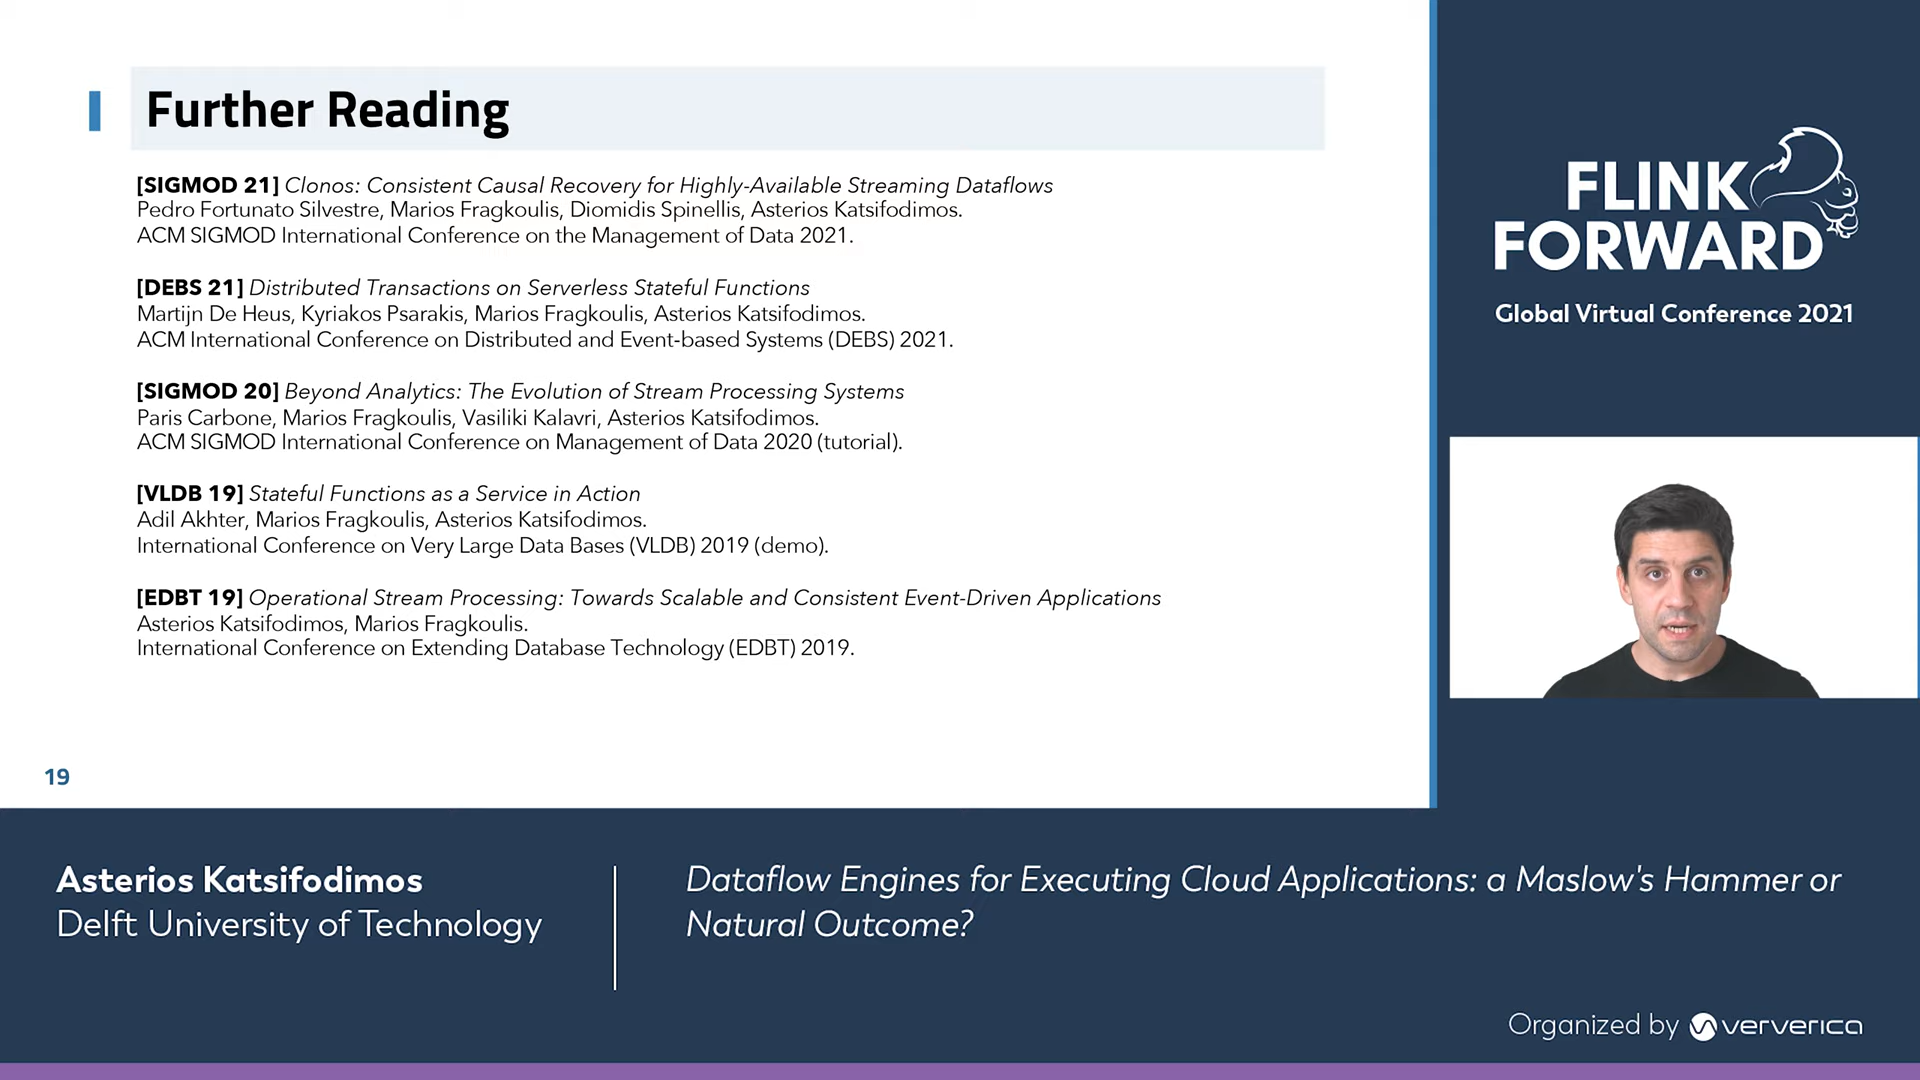 Further Reading
[SIGMOD 21] Clonos: Consistent Causal Recovery for Highly-Available Streaming Dataflows
Pedro Fortunato Silvestre, Marios Fragkoulis, Diomidis Spinellis, Asterios Katsifodimos.
ACM SIGMOD International Conference on the Management of Data 2021.
[DEBS 21] Distributed Transactions on Serverless Stateful Functions
Martijn De Heus, Kyriakos Psarakis, Marios Fragkoulis, Asterios Katsifodimos.
ACM International Conference on Distributed and Event-based Systems (DEBS) 2021.
[SIGMOD 20] Beyond Analytics: The Evolution of Stream Processing Systems
Paris Carbone, Marios Fragkoulis, Vasiliki Kalavri, Asterios Katsifodimos.
ACM SIGMOD International Conference on Management of Data 2020 (tutorial).
[VLDB 19] Stateful Functions as a Service in Action
Adil Akhter, Marios Fragkoulis, Asterios Katsifodimos.
International Conference on Very Large Data Bases (VLDB) 2019 (demo).
[EDBT 19] Operational Stream Processing: Towards Scalable and Consistent Event-Driven Applications
Asterios Katsifodimos, Marios Fragkoulis.
International Conference on Extending Database Technology (EDBT) 2019.
19
FLINK
FORWARD
Global Virtual Conference 2021
Asterios Katsifodimos
Delft University of Technology
Dataflow Engines for Executing Cloud Applications: a Maslow's Hammer or
Natural Outcome?
Organized by ververica